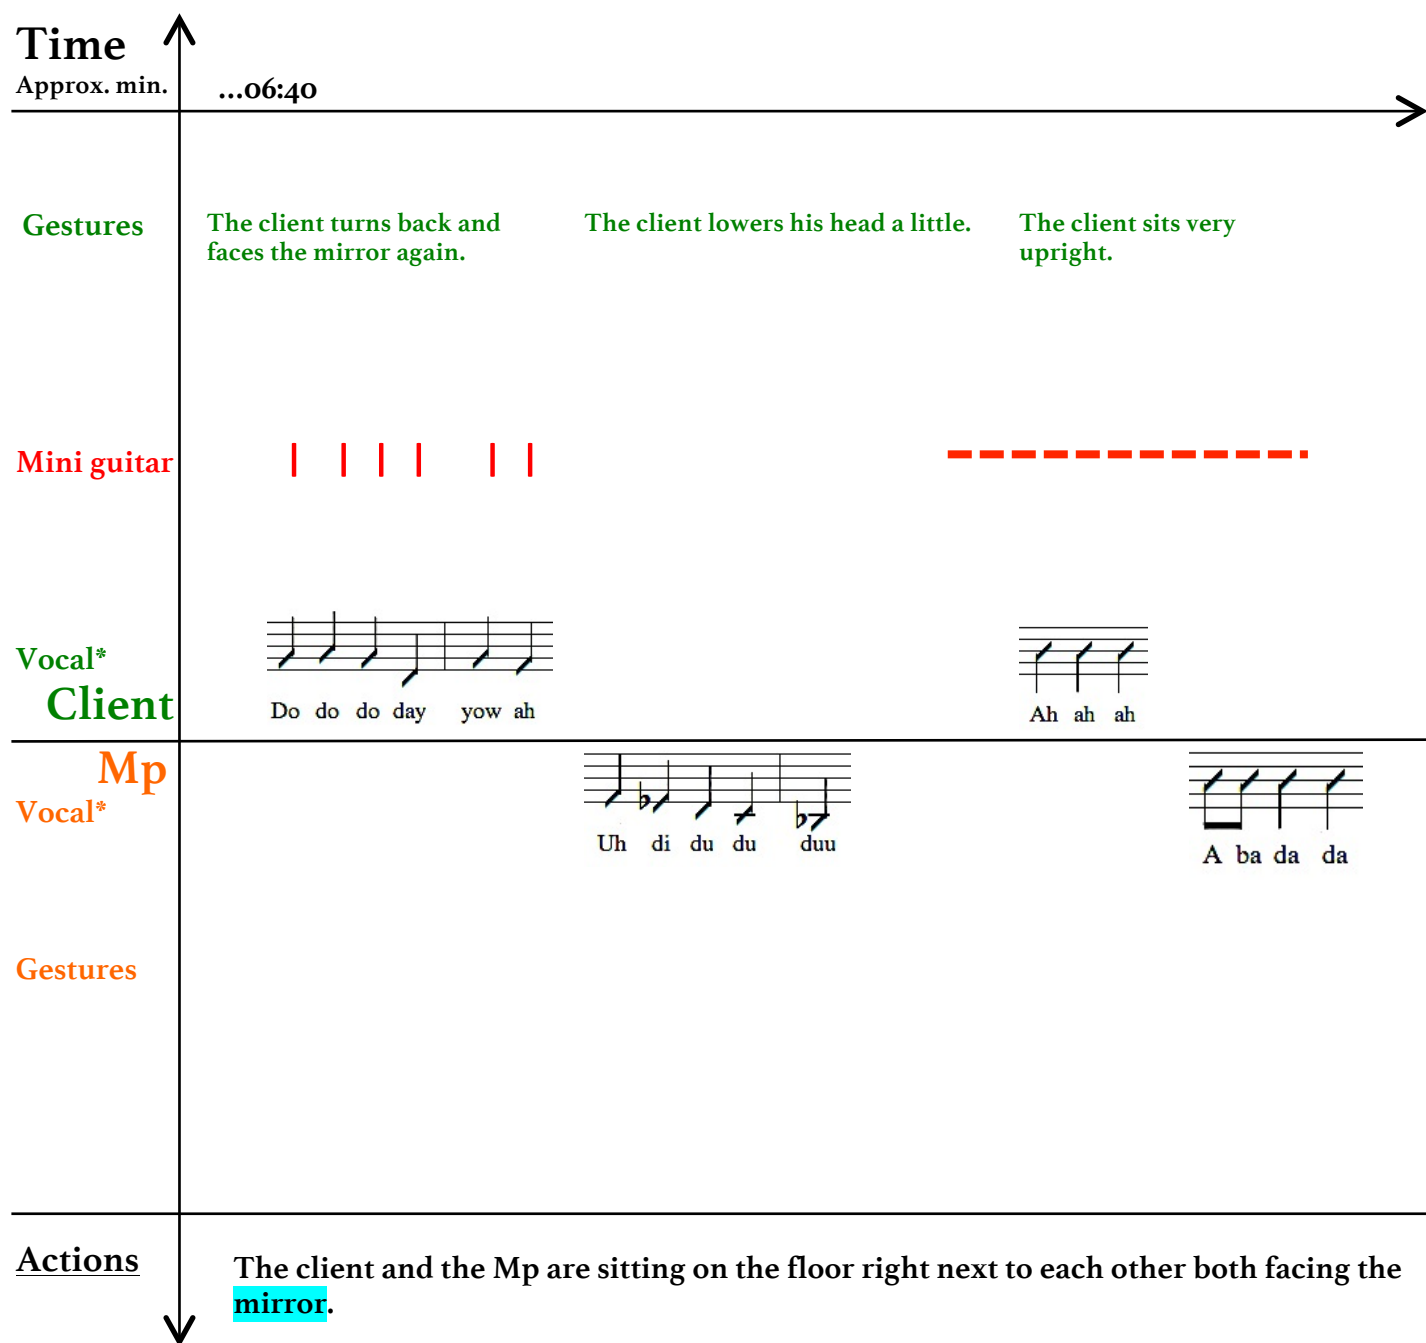 Time
Approx. min.
...06:40
Gestures
The client turns back and
faces the mirror again.
The client lowers his head a little.
The client sits very
upright.
Mini guitar
Vocal*
Client
Do do do day yow ah
Ah ah ah
Mp
Vocal*
Uh di du du duu
A ba da da
Gestures
Actions
The client and the Mp are sitting on the floor right next to each other both facing the
mirror.